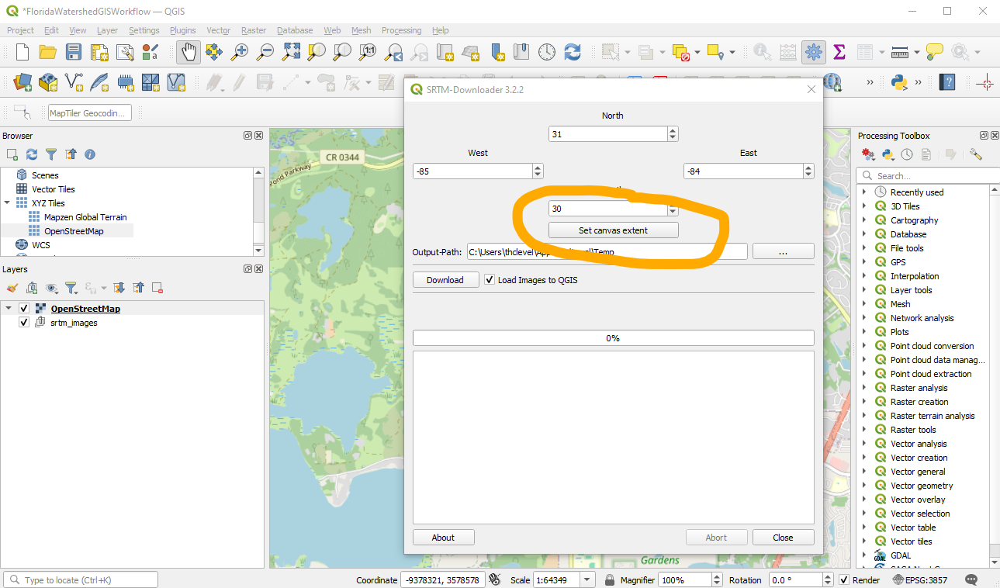 *FloridaWatershedGISWorkflow — QGIS
Project Edit View Layer Settings Plugins Vector Raster Database Web Mesh Processing Help
MapTiler Geocodin...
Browser
Scenes
Vector Tiles
XYZ Tiles
Mapzen Global Terrain
OpenStreetMap
WCS
Layers
OpenStreetMap
srtm_images
CR 0344
Pond Parkway
SRTM-Downloader 3.2.2
North
31
West
East
-85
-84
30
Set canvas extent
Output-Path:
...
Download
Load Images to QGIS
0%
About
Abort
Close
Gardens
Processing Toolbox
Search...
Recently used
3D Tiles
Cartography
Database
File tools
GPS
Interpolation
Layer tools
Mesh
Network analysis
Plots
Point cloud conversion
Point cloud data manag...
Point cloud extraction
Raster analysis
Raster creation
Raster terrain analysis
Raster tools
Vector analysis
Vector creation
Vector general
Vector geometry
Vector overlay
Vector selection
Vector table
Vector tiles
GDAL
Type to locate (Ctrl+K)
Coordinate -9378321, 3578578 Scale 1:64349 Magnifier 100% Rotation 0.0 ° Render EPSG:3857